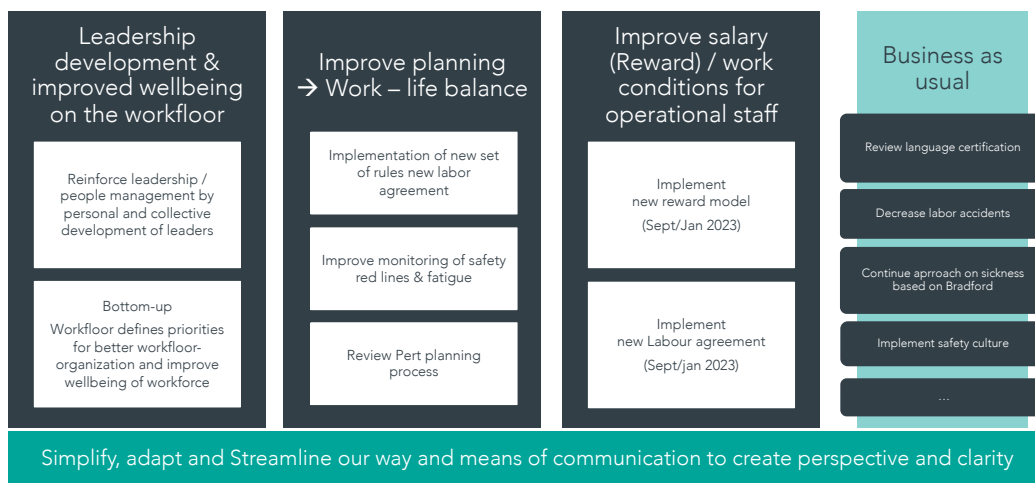 Leadership
development &
improved wellbeing
on the workfloor
Reinforce leadership /
people management by
personal and collective
development of leaders
Bottom-up
Workfloor defines priorities
for better workfloor-
organization and improve
wellbeing of workforce
Improve planning
→ Work – life balance
Implementation of new set
of rules new labor
agreement
Improve monitoring of safety
red lines & fatigue
Review Pert planning
process
Improve salary
(Reward) / work
conditions for
operational staff
Implement
new reward model
(Sept/Jan 2023)
Implement
new Labour agreement
(Sept/jan 2023)
Business as
usual
Review language certification
Decrease labor accidents
Continue aprroach on sickness
based on Bradford
Implement safety culture
...
Simplify, adapt and Streamline our way and means of communication to create perspective and clarity